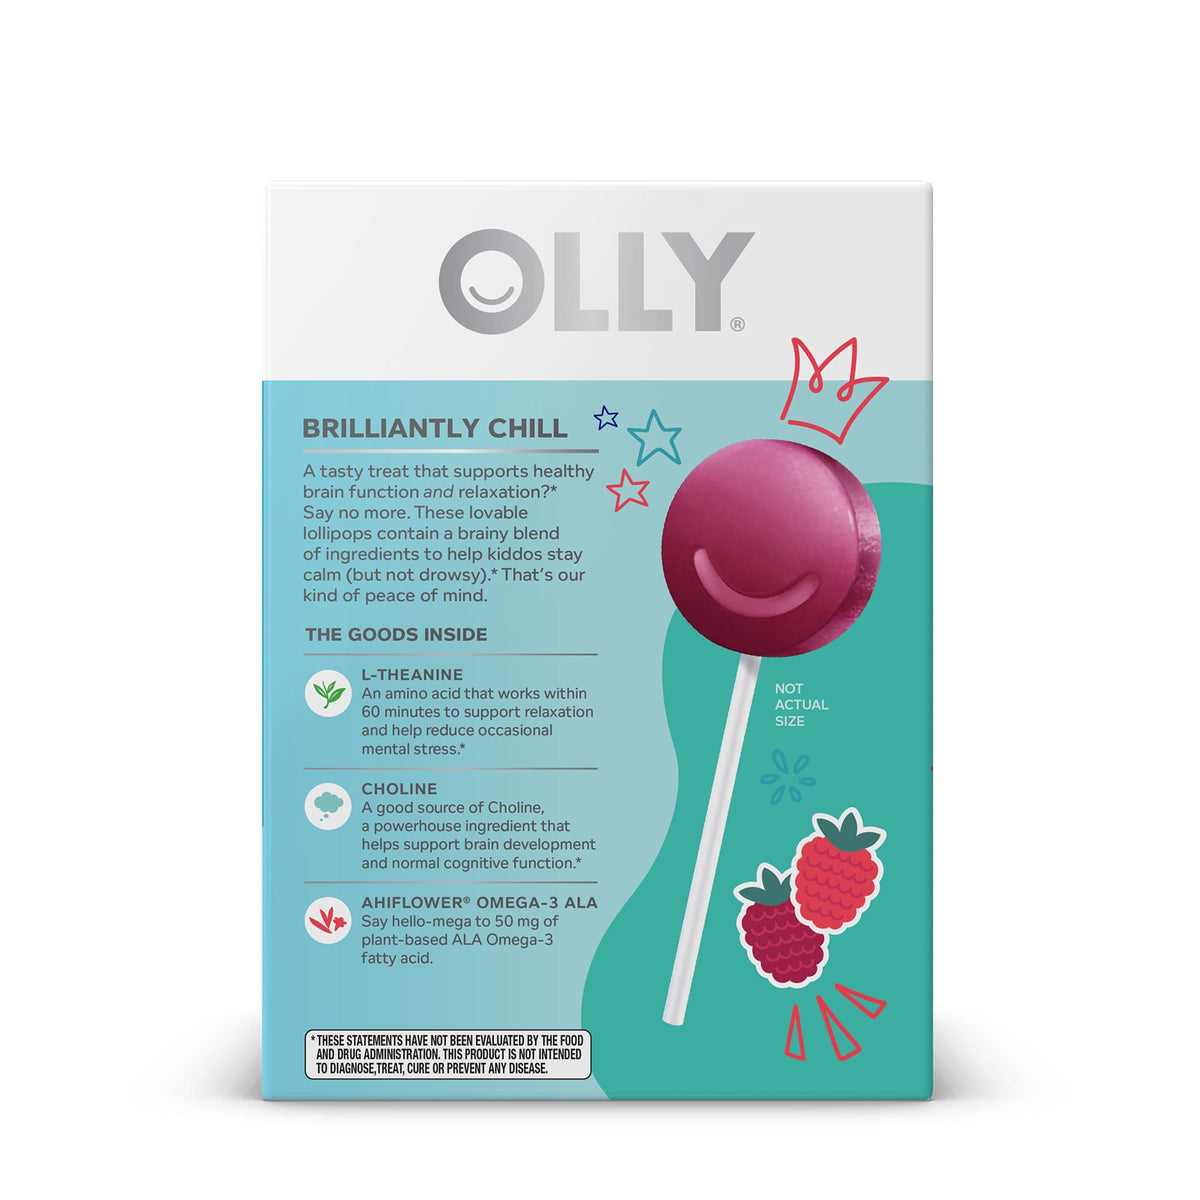 OLLY®
BRILLIANTLY CHILL
A tasty treat that supports healthy
brain function and relaxation?*
Say no more. These lovable
lollipops contain a brainy blend
of ingredients to help kiddos stay
calm (but not drowsy).* That's our
kind of peace of mind.
THE GOODS INSIDE
L-THEANINE
An amino acid that works within
60 minutes to support relaxation
and help reduce occasional
mental stress.*
CHOLINE
A good source of Choline,
a powerhouse ingredient that
helps support brain development
and normal cognitive function.*
AHIFLOWER® OMEGA-3 ALA
Say hello-mega to 50 mg of
plant-based ALA Omega-3
fatty acid.
*THESE STATEMENTS HAVE NOT BEEN EVALUATED BY THE FOOD
AND DRUG ADMINISTRATION. THIS PRODUCT IS NOT INTENDED
TO DIAGNOSE,TREAT, CURE OR PREVENT ANY DISEASE.
NOT
ACTUAL
SIZE